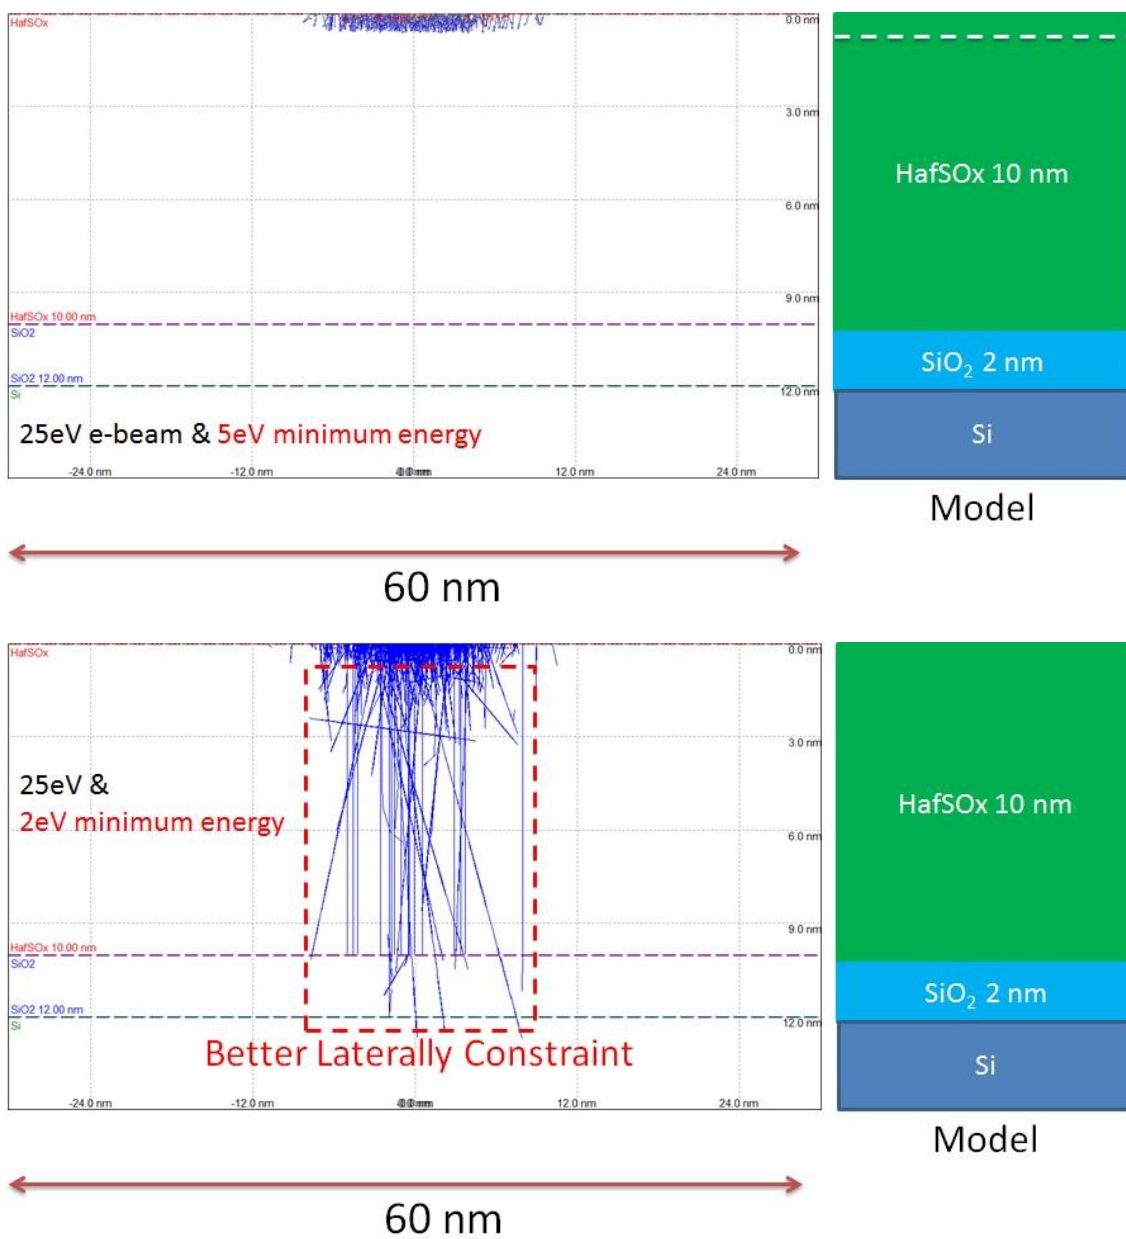 HafSOx
0.0 nm
3.0 nm
HafSOx 10 nm
6.0 nm
9.0 nm
HafSOx 10.00 nm
SiO2
SiO2 12.00 nm
Si
12.0 nm
SiO2 2 nm
25eV e-beam & 5eV minimum energy
Si
-24.0 nm
-12.0 nm
12.0 nm
24.0 nm
Model
60 nm
HafSOx
0.0 nm
3.0 nm
25eV &
2eV minimum energy
HafSOx 10 nm
6.0 nm
9.0 nm
HafSOx 10.00 nm
SiO2
SiO2 12.00 nm
Si
12.0 nm
SiO2 2 nm
Better Laterally Constraint
Si
-24.0 nm
-12.0 nm
12.0 nm
24.0 nm
Model
60 nm